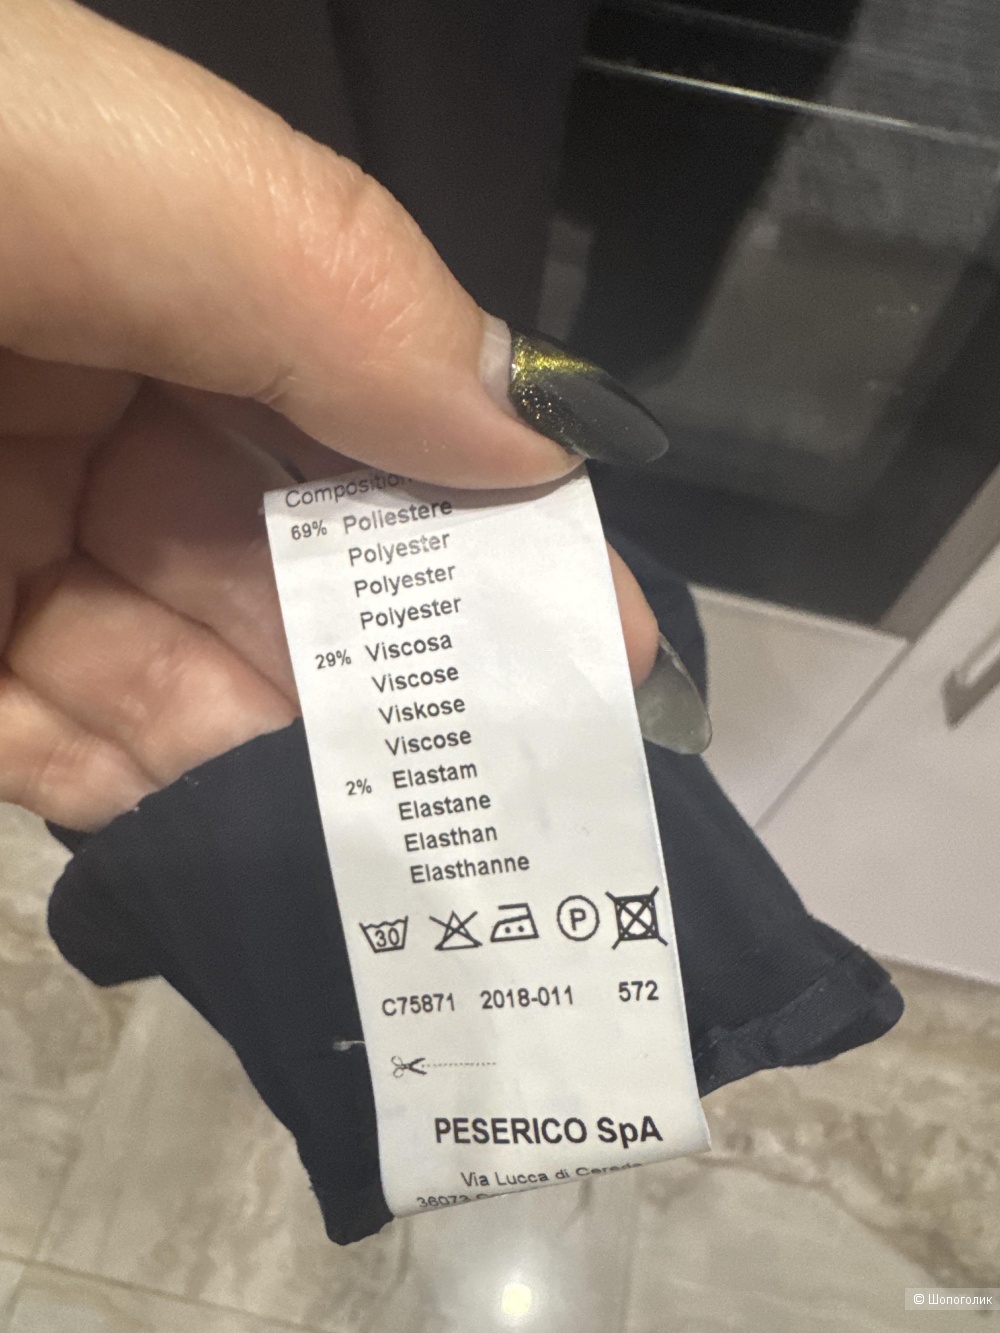 Composition
69% Poliestere
Polyester
Polyester
Polyester
29% Viscosa
Viscose
Viskose
Viscose
2% Elastam
Elastane
Elasthan
Elasthanne
30 P
C75871 2018-011 572
PESERICO SpA
Via Lucca di
36073
© Шопоголик